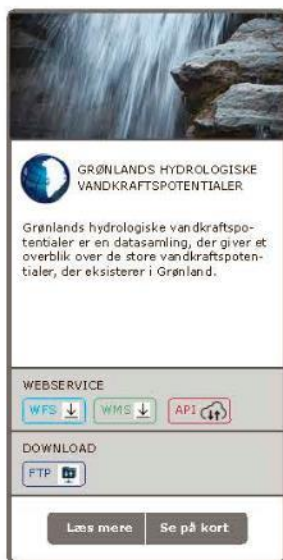 GRØNLANDS HYDROLOGISKE
VANDKRAFTSPOTENTIALER
Grønlands hydrologiske vandkraftspo-
tentialer er en datasamling, der giver et
overblik over de store vandkraftspoten-
tialer, der eksisterer i Grønland.
WEBSERVICE
WFS WMS API
DOWNLOAD
FTP
Læs mere Se på kort